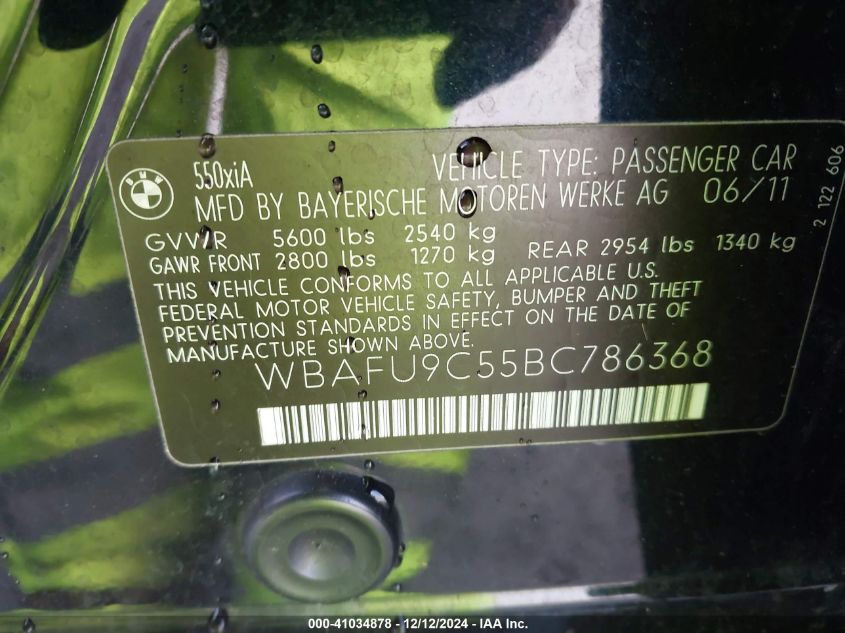 BMW
550xiA
VEHICLE TYPE: PASSENGER CAR
MFD BY BAYERISCHE MOTOREN WERKE AG 06/11
GVWR 5600 lbs 2540 kg
GAWR FRONT 2800 lbs 1270 kg REAR 2954 lbs 1340 kg
THIS VEHICLE CONFORMS TO ALL APPLICABLE U.S.
FEDERAL MOTOR VEHICLE SAFETY, BUMPER AND THEFT
PREVENTION STANDARDS IN EFFECT ON THE DATE OF
MANUFACTURE SHOWN ABOVE.
WBAFU9C55BC786368
2 122 606
000-41034878 - 12/12/2024 - IAA Inc.